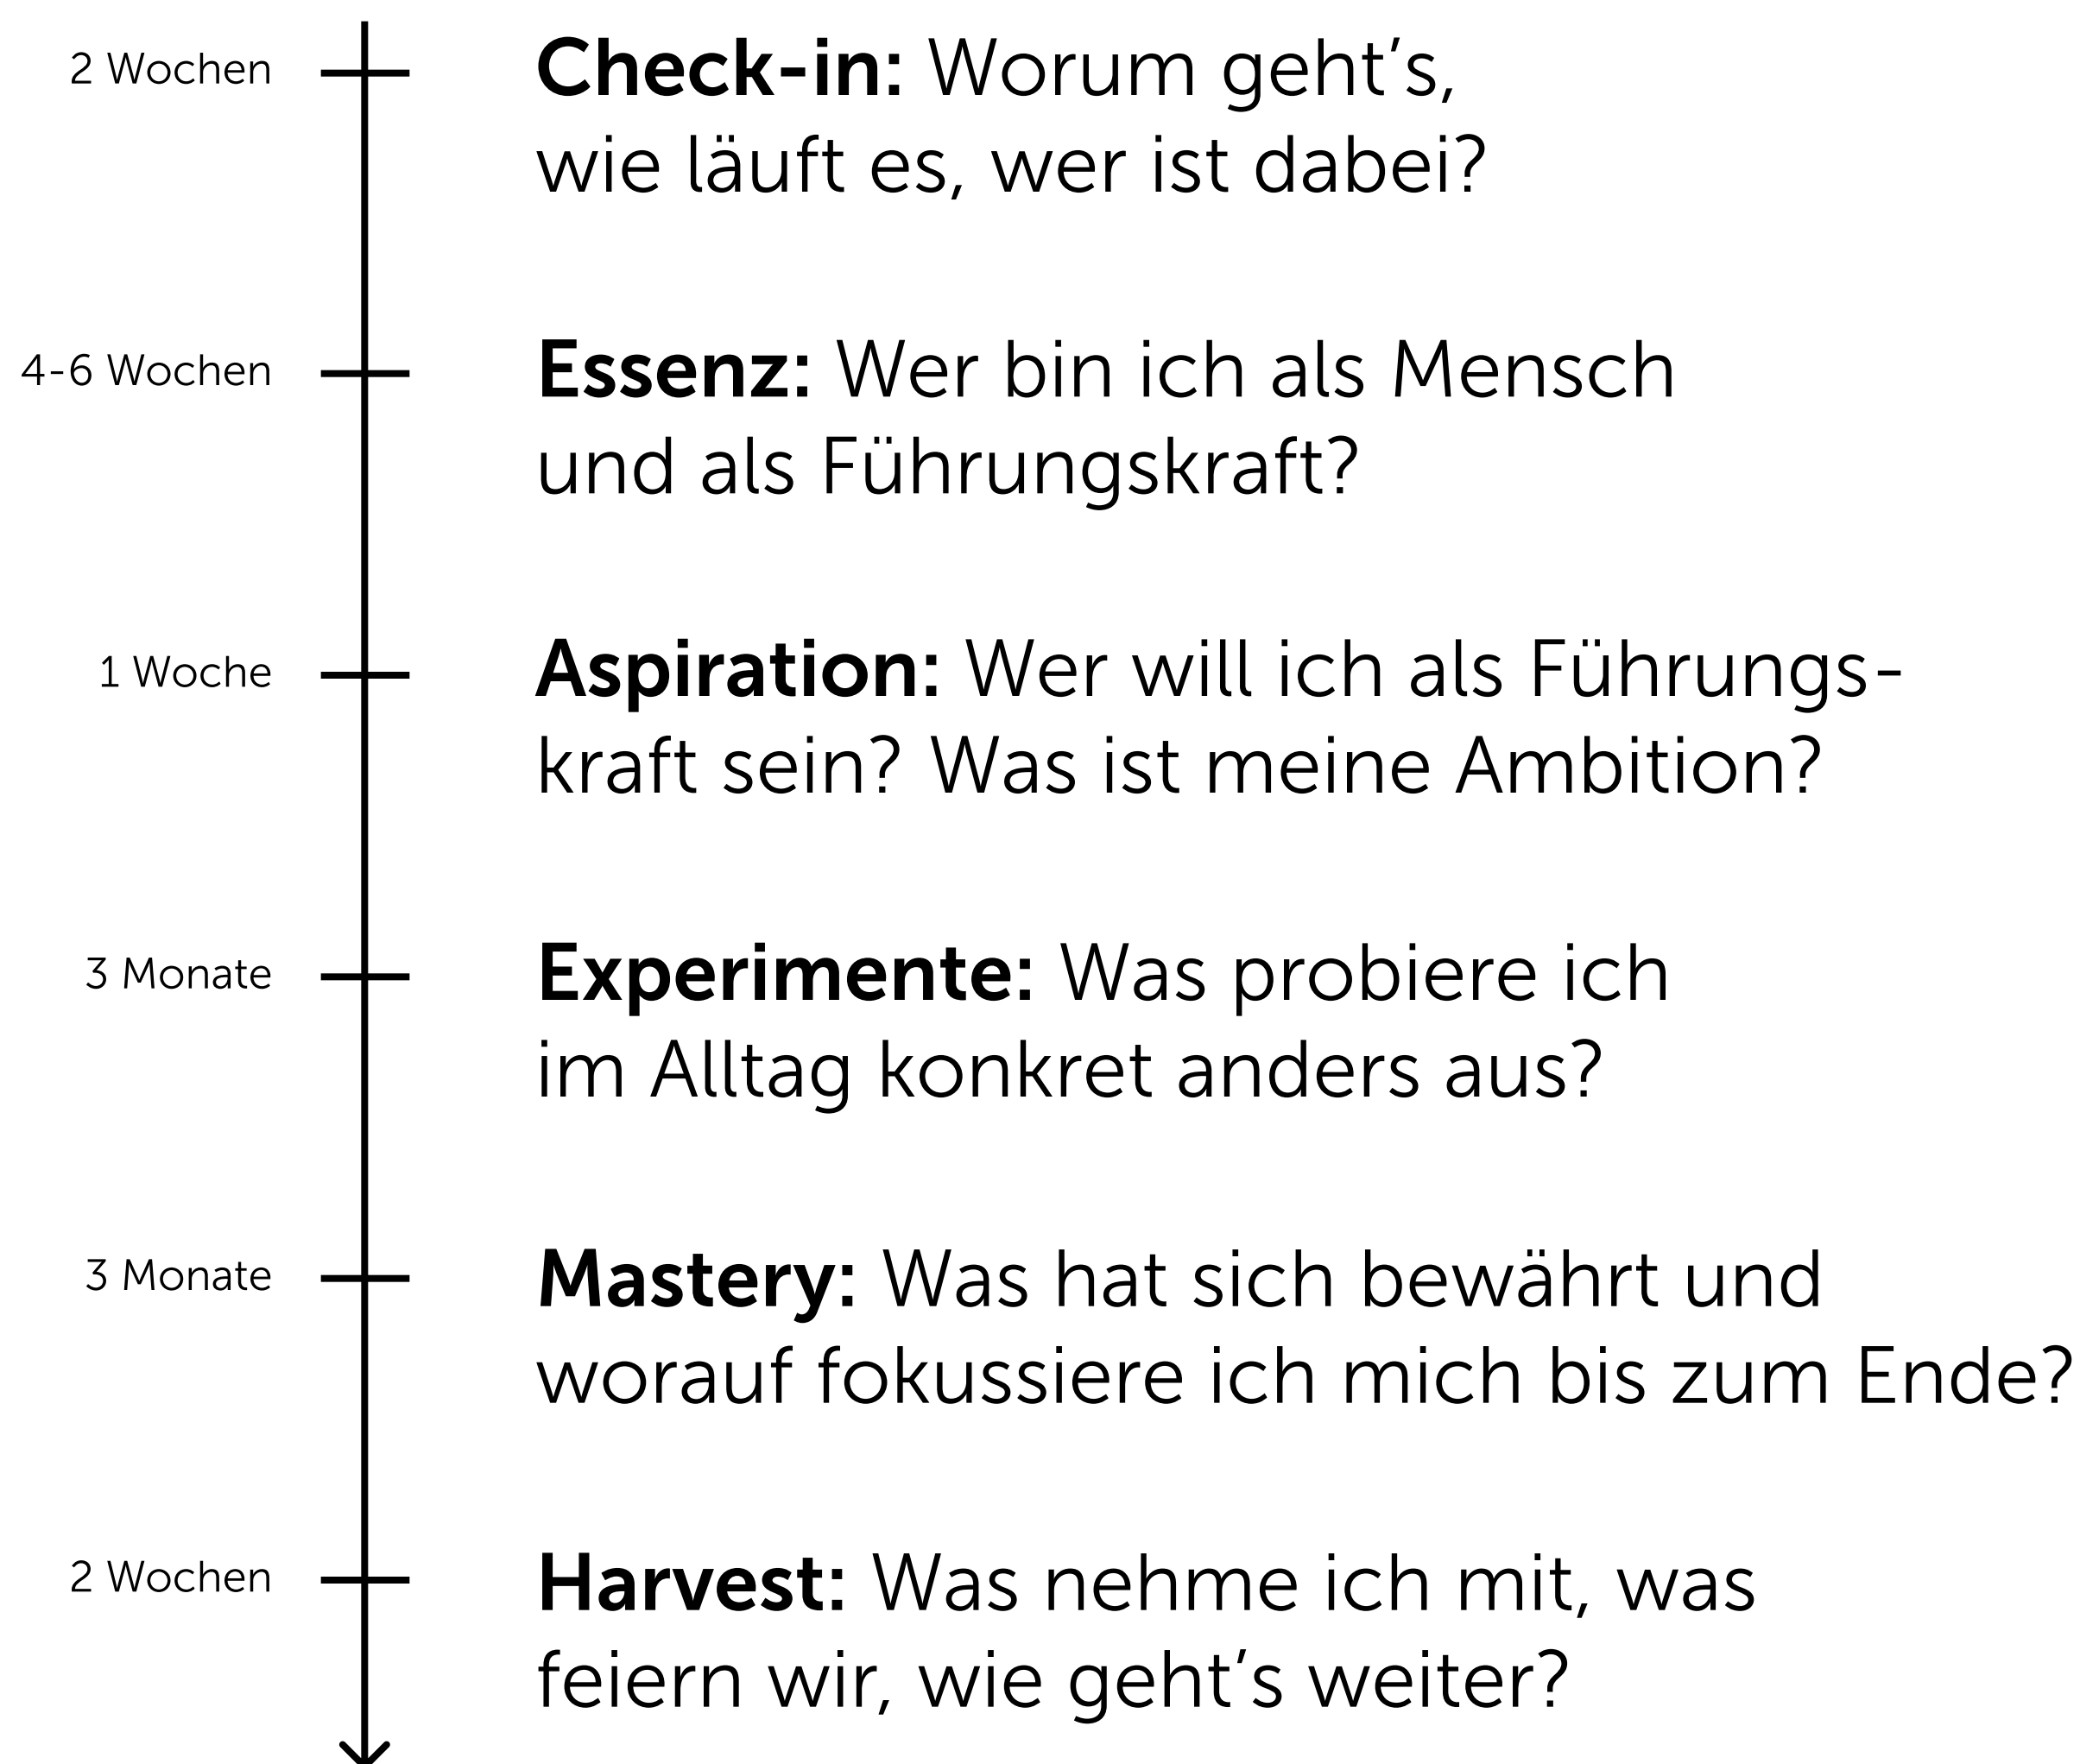 2 Wochen
Check-in: Worum geht’s,
wie läuft es, wer ist dabei?
4-6 Wochen
Essenz: Wer bin ich als Mensch
und als Führungskraft?
1 Woche
Aspiration: Wer will ich als Führungs-
kraft sein? Was ist meine Ambition?
3 Monate
Experimente: Was probiere ich
im Alltag konkret anders aus?
3 Monate
Mastery: Was hat sich bewährt und
worauf fokussiere ich mich bis zum Ende?
2 Wochen
Harvest: Was nehme ich mit, was
feiern wir, wie geht’s weiter?